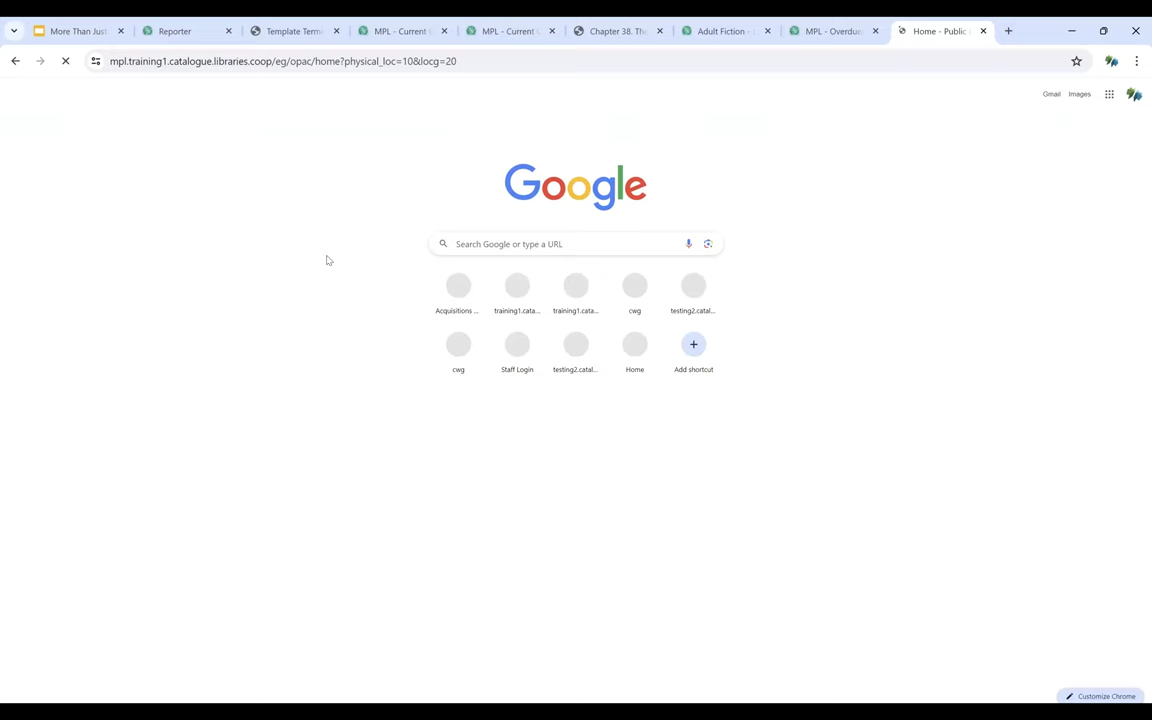 More Than Just
Reporter
Template Term
MPL - Current
MPL - Current
Chapter 38. The
Adult Fiction -
MPL - Overdue
Home - Public
mpl.training1.catalogue.libraries.coop/eg/opac/home?physical_loc=10&locg=20
Gmail Images
Google
Search Google or type a URL
Acquisitions ... training1.cata... training1.cata... cwg testing2.catal...
cwg Staff Login testing2.catal... Home Add shortcut
Customize Chrome